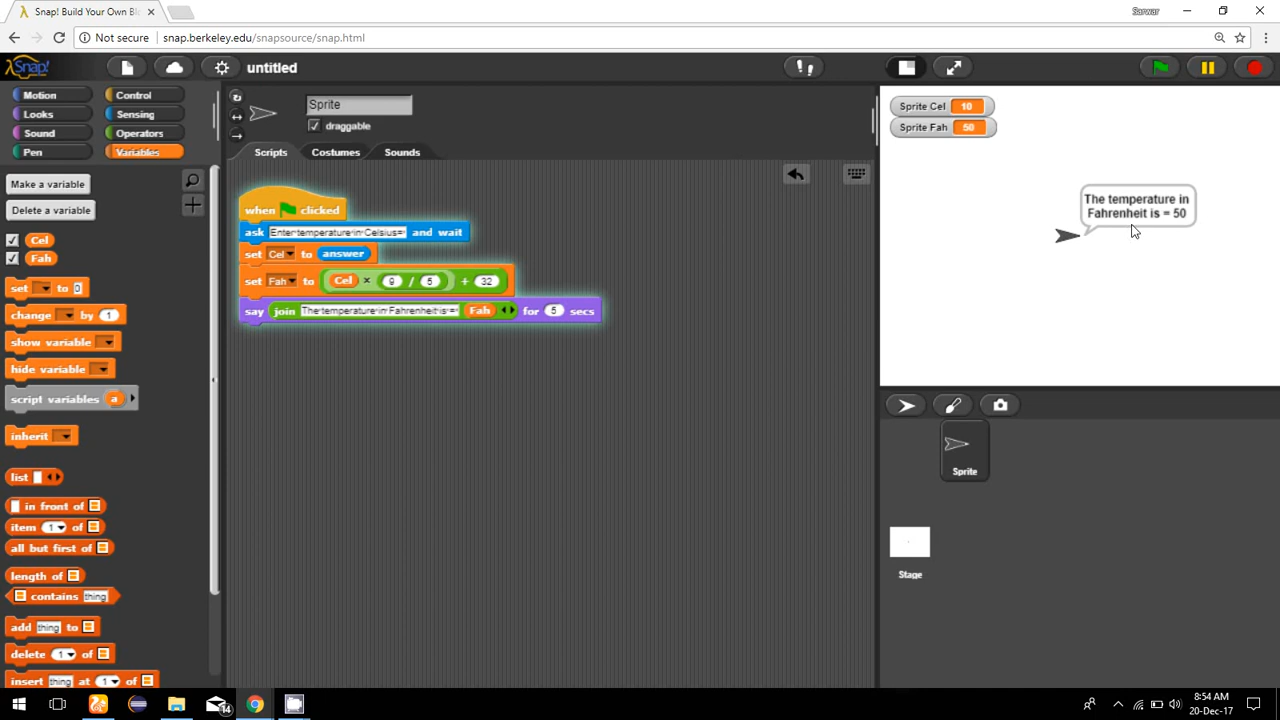 Snap! Build Your Own Bl
Sarwar
Not secure | snap.berkeley.edu/snapsource/snap.html
Snap!
untitled
Motion
Control
Looks
Sensing
Sound
Operators
Pen
Variables
Make a variable
Delete a variable
Cel
Fah
set to 0
change by 1
show variable
hide variable
script variables a
inherit
list
in front of
item 1 of
all but first of
length of
contains thing
add thing to
delete 1 of
insert thing at 1 of
Sprite
draggable
Scripts Costumes Sounds
when clicked
ask Enter temperature in Celsius= and wait
set Cel to answer
set Fah to Cel × 9 / 5 + 32
say join The temperature in Fahrenheit is = Fah for 5 secs
Sprite Cel 10
Sprite Fah 50
The temperature in
Fahrenheit is = 50
Sprite
Stage
14
8:54 AM
20-Dec-17